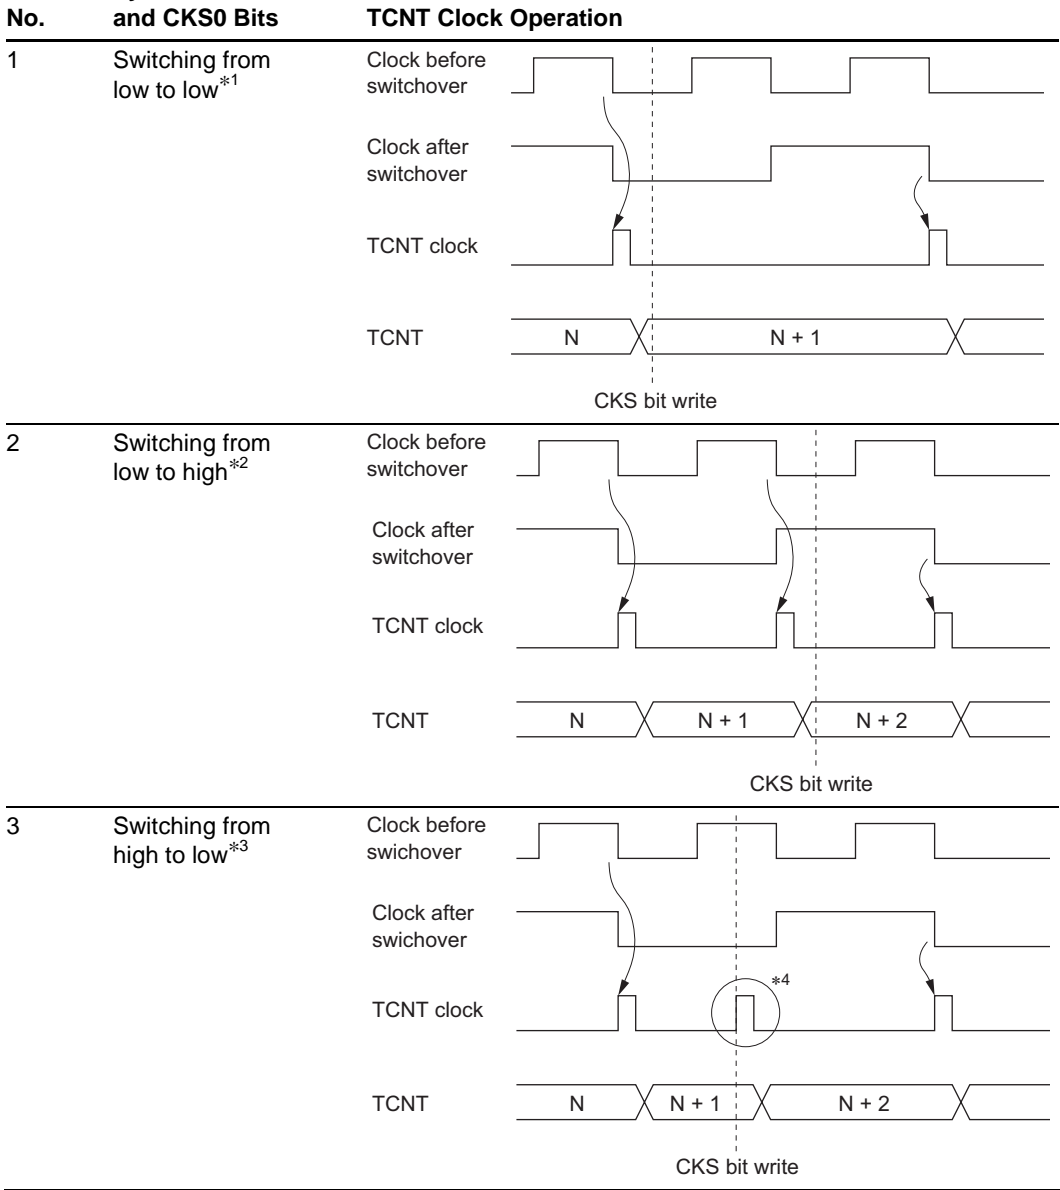 No.
and CKS0 Bits
TCNT Clock Operation
1
Switching from
low to low*1
Clock before
switchover
Clock after
switchover
TCNT clock
TCNT
N
N + 1
CKS bit write
2
Switching from
low to high*2
Clock before
switchover
Clock after
switchover
TCNT clock
TCNT
N
N + 1
N + 2
CKS bit write
3
Switching from
high to low*3
Clock before
swichover
Clock after
swichover
*4
TCNT clock
TCNT
N
N + 1
N + 2
CKS bit write